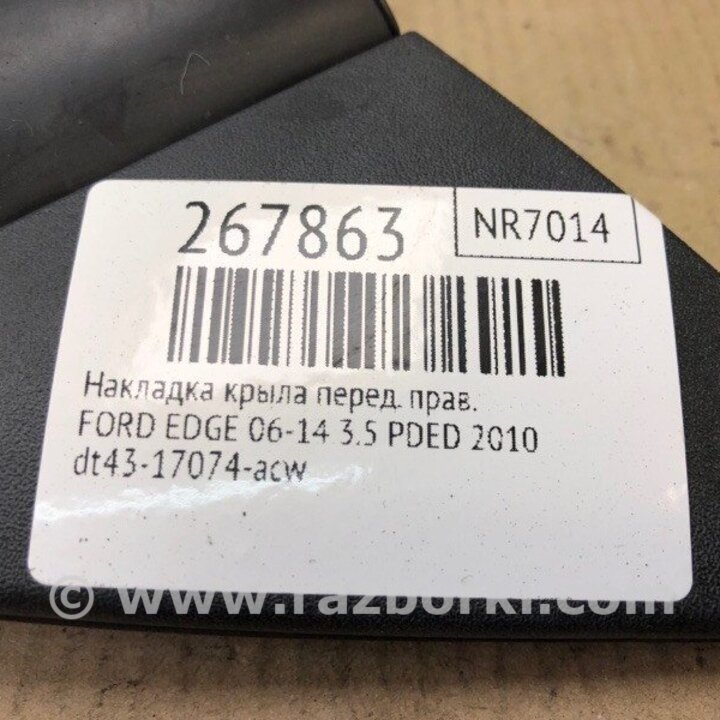 267863
NR7014
Накладка крыла перед. прав.
FORD EDGE 06-14 3.5 PDED 2010
dt43-17074-acw
© www.razborki.com